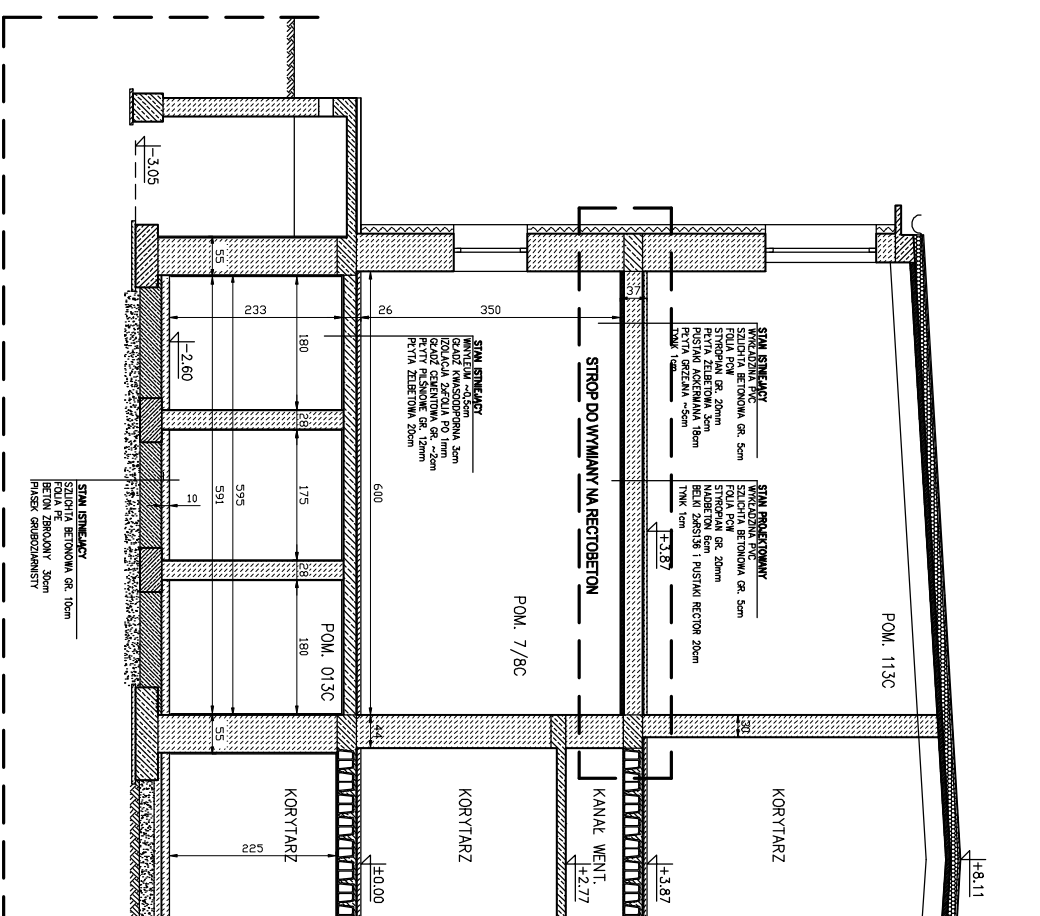 STAN ISTNIEJĄCY
WYKŁADZINA PVC
SZLICHTA BETONOWA GR. 5cm
FOLIA PCW
STYROPIAN GR. 20mm
PŁYTA ŻELBETOWA 3cm
PUSTAKI ACKERMANA 18cm
PŁYTA GRZEJNA ~5cm
TYNK 1cm
STAN PROJEKTOWANY
WYKŁADZINA PVC
SZLICHTA BETONOWA GR. 5cm
FOLIA PCW
STYROPIAN GR. 20mm
NADBETON 6cm
BELKI 2xRS136 i PUSTAKI RECTOR 20cm
TYNK 1cm
STROP DO WYMIANY NA RECTOBETON
STAN ISTNIEJĄCY
WINYLEUM ~0,5cm
GŁADŹ KWASOODPORNA 3cm
IZOLACJA 2xFOLIA PO 1mm
GŁADŹ CEMENTOWA GR. ~2cm
PŁYTY PILŚNIOWE GR. 12mm
PŁYTA ŻELBETOWA 20cm
STAN ISTNIEJĄCY
SZLICHTA BETONOWA GR. 10cm
FOLIA PE
BETON ZBROJONY 30cm
PIASEK GRUBOZIARNISTY
POM. 113C
POM. 7/8C
POM. 013C
KORYTARZ
KANAŁ WENT.
KORYTARZ
KORYTARZ
+8.11
+3.87
+3.87
+2.77
±0.00
-2.60
-3.05
37
350
26
233
600
180
28
175
28
180
595
591
55
55
10
44
30
225